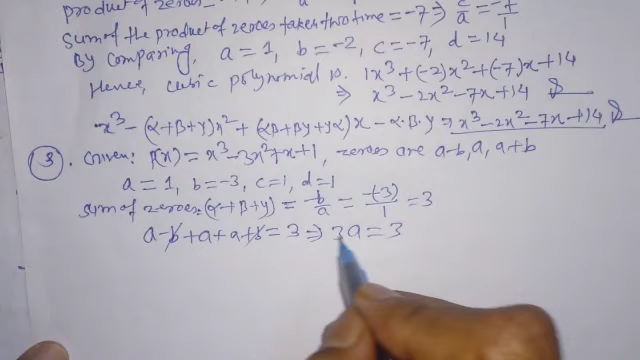 product of zeroes
Sum of the product of zeroes taken two time = -7 ⇒ c/a = -7/1
By Comparing, a = 1, b = -2, c = -7, d = 14
Hence, cubic polynomial is 1x³ + (-2)x² + (-7)x + 14
⇒ x³ - 2x² - 7x + 14
x³ - (α+β+γ)x² + (αβ+βγ+γα)x - α.β.γ = x³ - 2x² - 7x + 14
3. Given: f(x) = x³ - 3x² + x + 1, zeroes are a-b, a, a+b
a = 1, b = -3, c = 1, d = 1
Sum of zeroes: (α+β+γ) = -b/a = -(-3)/1 = 3
a - b + a + a + b = 3 ⇒ 3a = 3